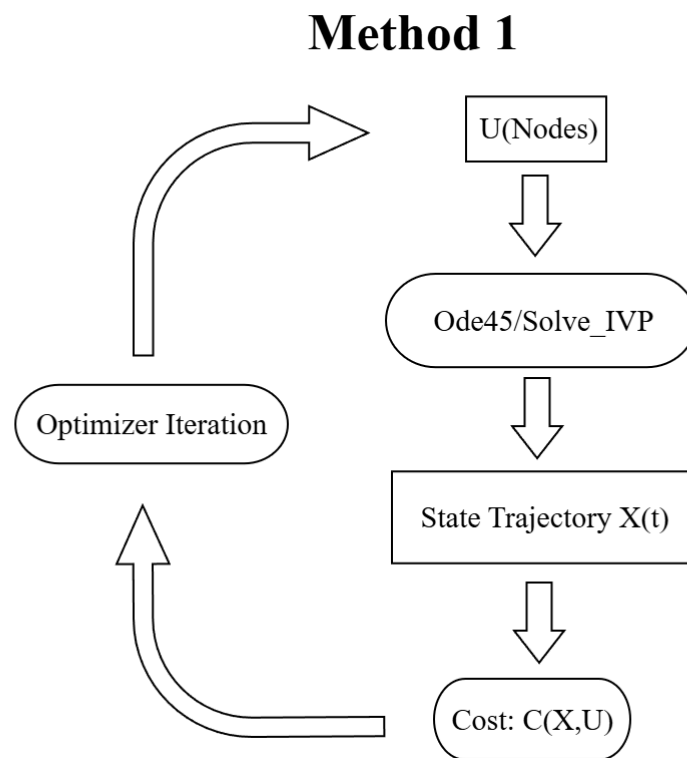 Method 1
U(Nodes)
Ode45/Solve_IVP
Optimizer Iteration
State Trajectory X(t)
Cost: C(X,U)